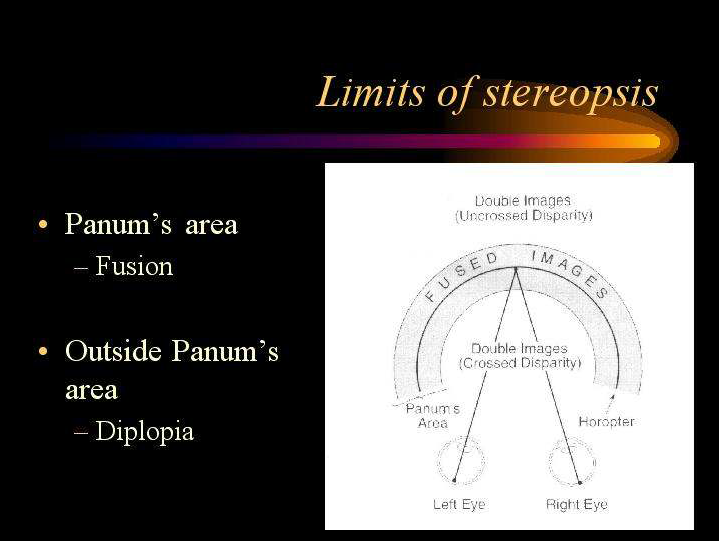 Limits of stereopsis
• Panum's area
– Fusion
• Outside Panum's
area
– Diplopia
Double Images
(Uncrossed Disparity)
FUSED IMAGES
Double Images
(Crossed Disparity)
Panum's
Area
Horopter
Left Eye
Right Eye